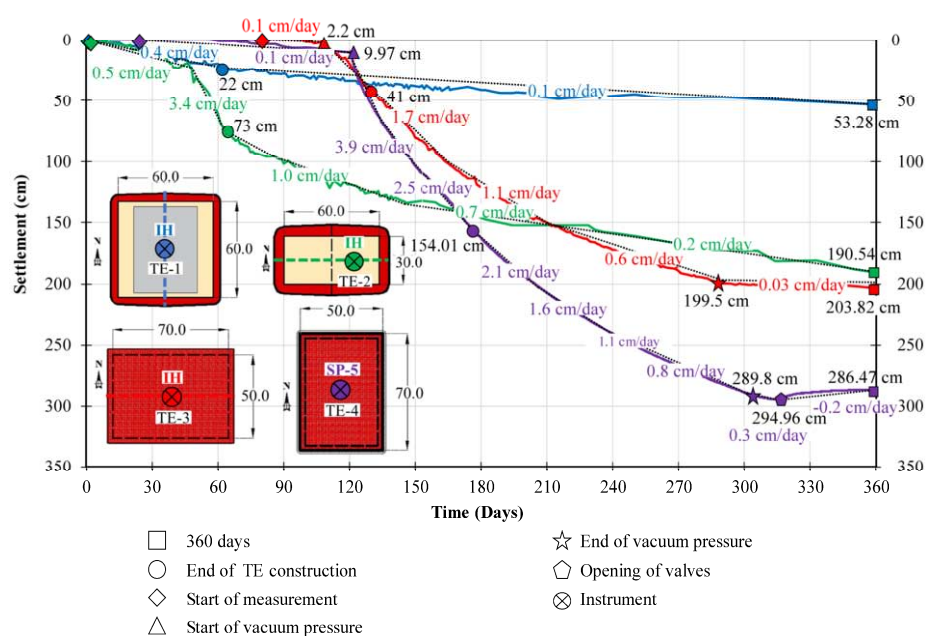 0.1 cm/day
2.2 cm
0
0.4 cm/day
0.1 cm/day
9.97 cm
0
0.5 cm/day
22 cm
41 cm
0.1 cm/day
50
3.4 cm/day
73 cm
1.7 cm/day
53.28 cm
50
100
3.9 cm/day
100
1.0 cm/day
2.5 cm/day
1.1 cm/day
60.0
60.0
0.7 cm/day
150
IH
TE-1
60.0
N
IH
TE-2
30.0
N
154.01 cm
0.2 cm/day
190.54 cm
150
200
2.1 cm/day
0.6 cm/day
199.5 cm
0.03 cm/day
203.82 cm
200
70.0
50.0
1.6 cm/day
250
IH
TE-3
50.0
N
SP-5
TE-4
70.0
N
1.1 cm/day
0.8 cm/day
289.8 cm
286.47 cm
250
300
294.96 cm
-0.2 cm/day
300
0.3 cm/day
350
350
Settlement (cm)
0 30 60 90 120 150 180 210 240 270 300 330 360
Time (Days)
360 days
End of TE construction
Start of measurement
Start of vacuum pressure
End of vacuum pressure
Opening of valves
Instrument